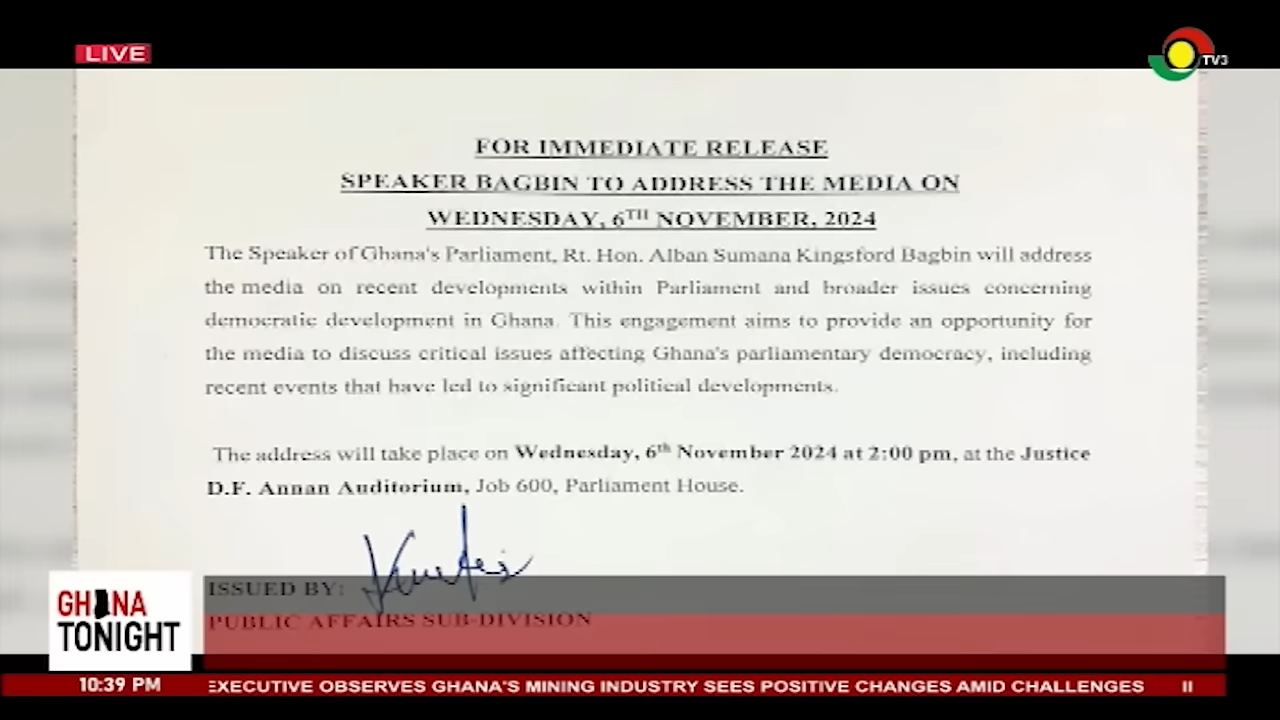 LIVE
TV3
FOR IMMEDIATE RELEASE
SPEAKER BAGBIN TO ADDRESS THE MEDIA ON
WEDNESDAY, 6TH NOVEMBER, 2024
The Speaker of Ghana's Parliament, Rt. Hon. Alban Sumana Kingsford Bagbin will address
the media on recent developments within Parliament and broader issues concerning
democratic development in Ghana. This engagement aims to provide an opportunity for
the media to discuss critical issues affecting Ghana's parliamentary democracy, including
recent events that have led to significant political developments.
The address will take place on Wednesday, 6th November 2024 at 2:00 pm, at the Justice
D.F. Annan Auditorium, Job 600, Parliament House.
ISSUED BY:
PUBLIC AFFAIRS SUB-DIVISION
GHANA
TONIGHT
10:39 PM
EXECUTIVE OBSERVES GHANA'S MINING INDUSTRY SEES POSITIVE CHANGES AMID CHALLENGES